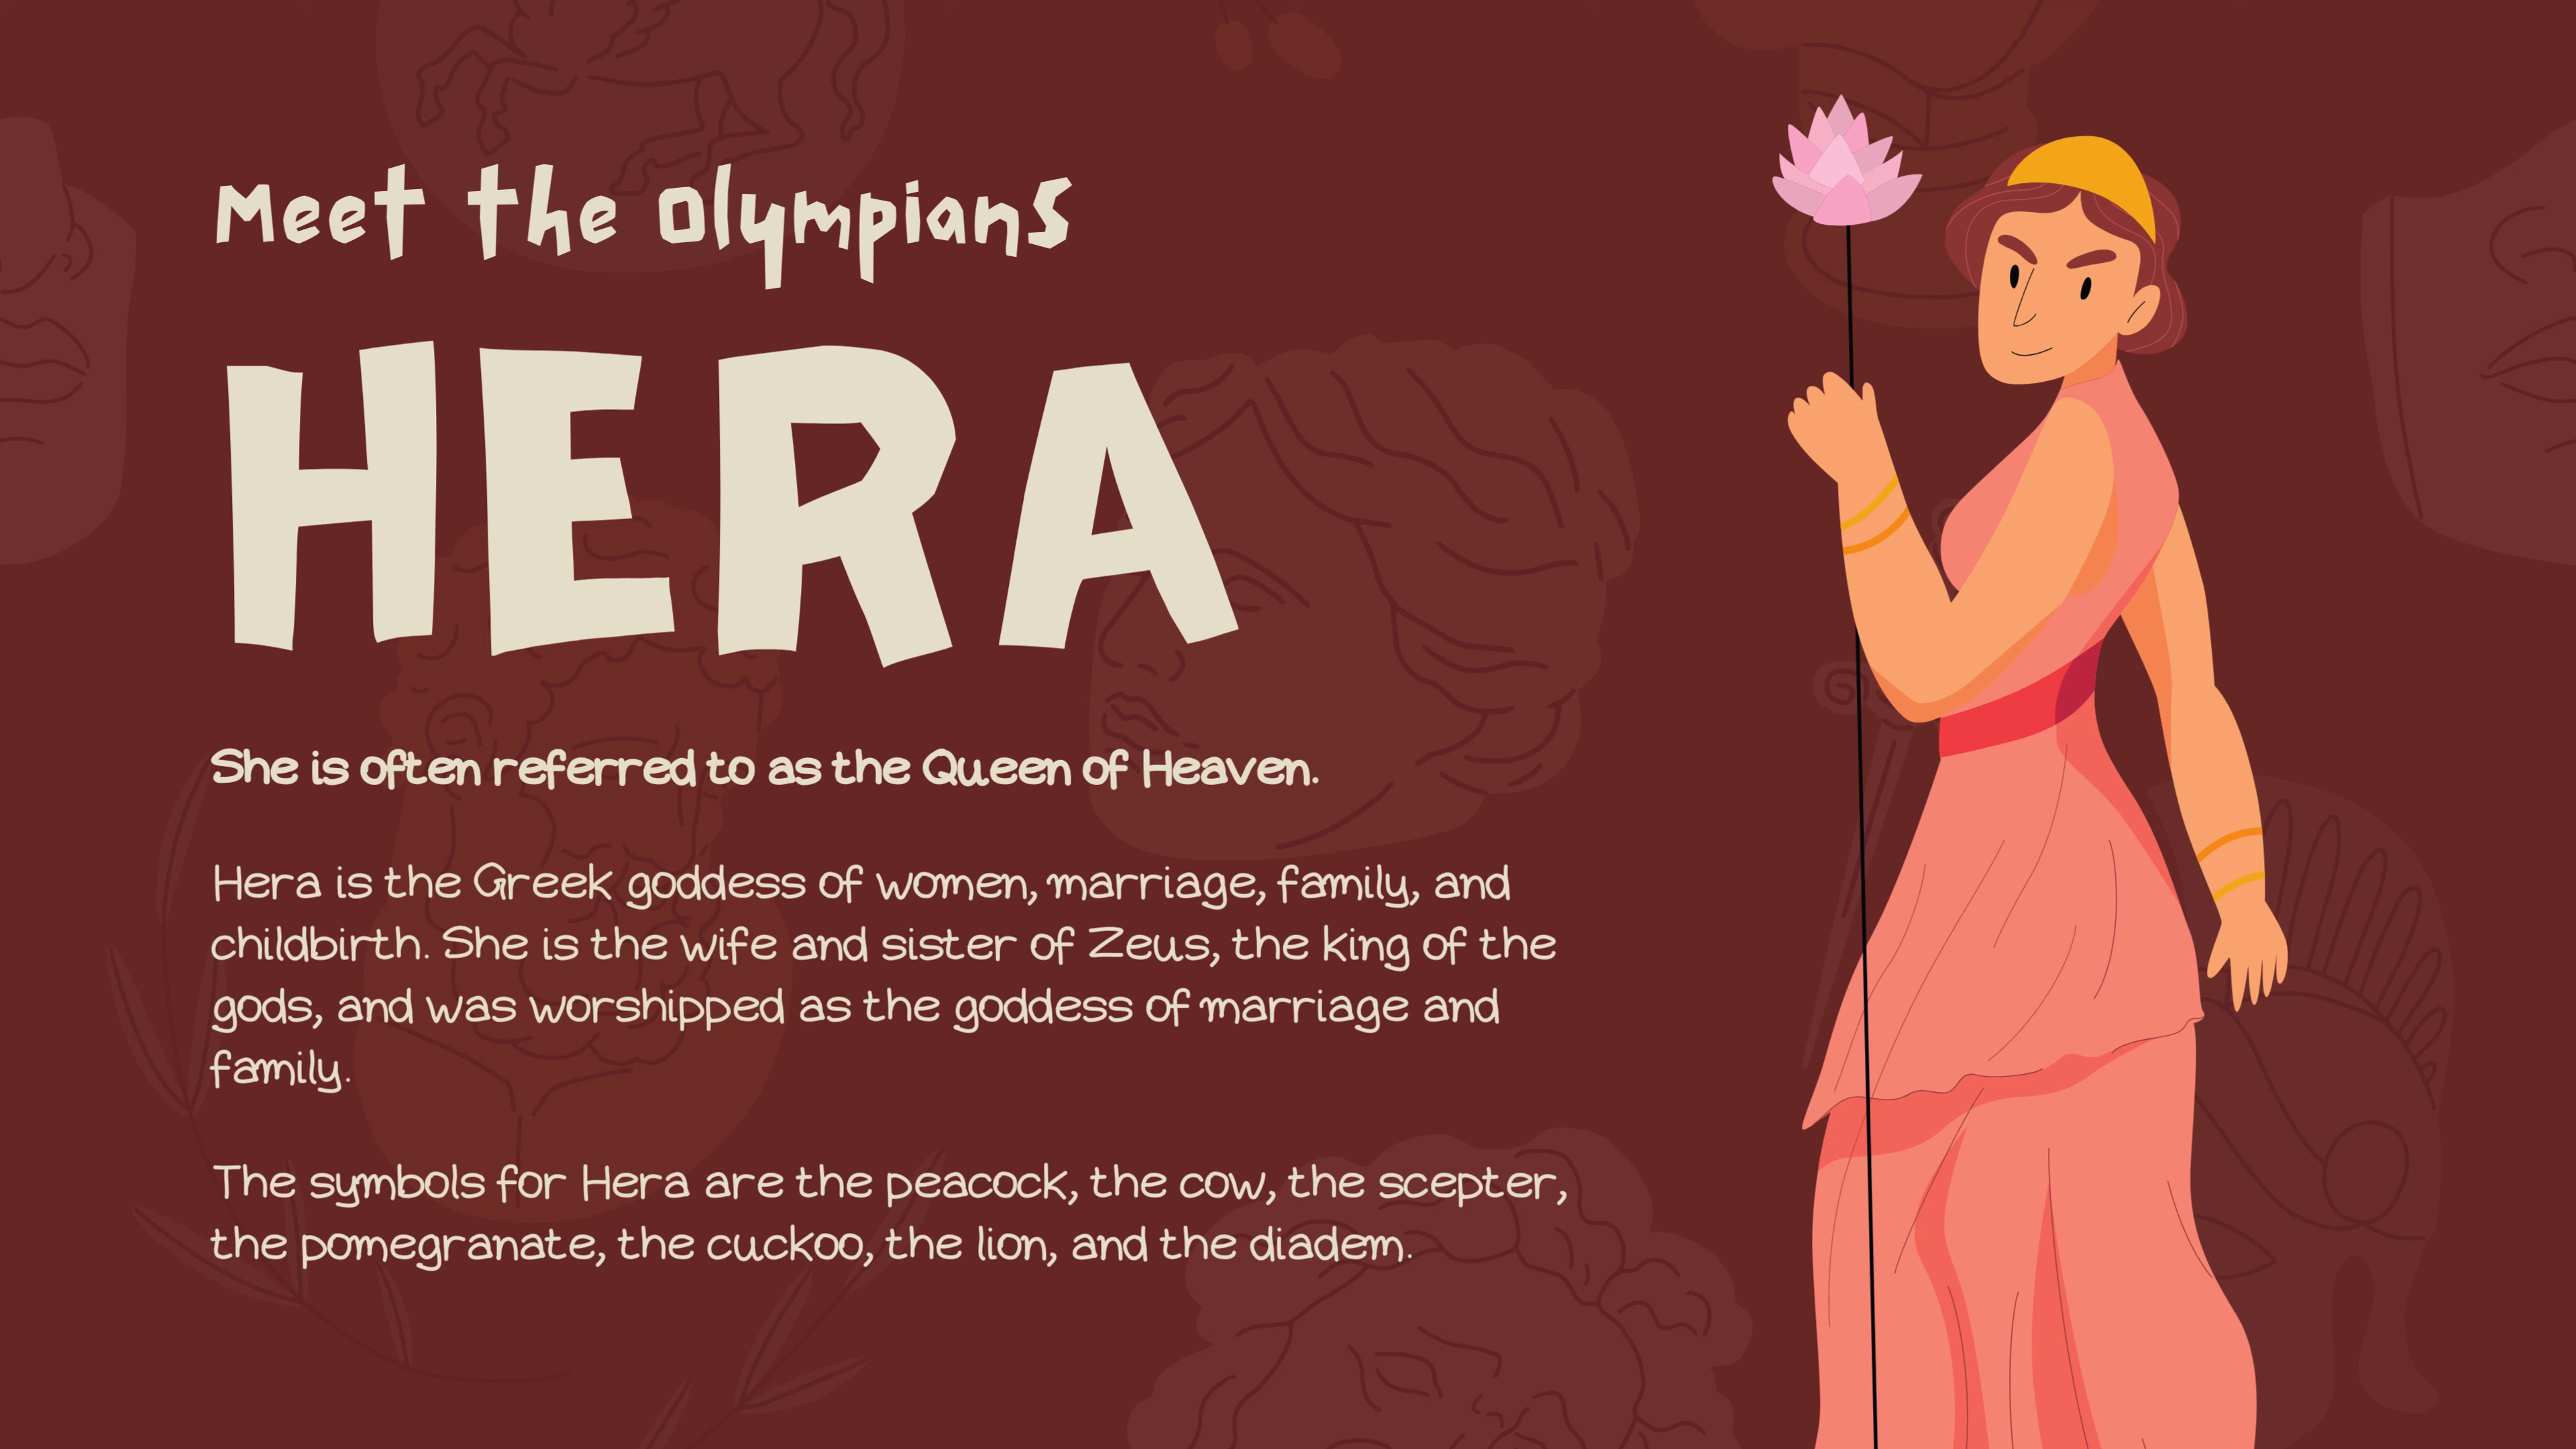 Meet the Olympians
HERA
She is often referred to as the Queen of Heaven.
Hera is the Greek goddess of women, marriage, family, and
childbirth. She is the wife and sister of Zeus, the king of the
gods, and was worshipped as the goddess of marriage and
family.
The symbols for Hera are the peacock, the cow, the scepter,
the pomegranate, the cuckoo, the lion, and the diadem.